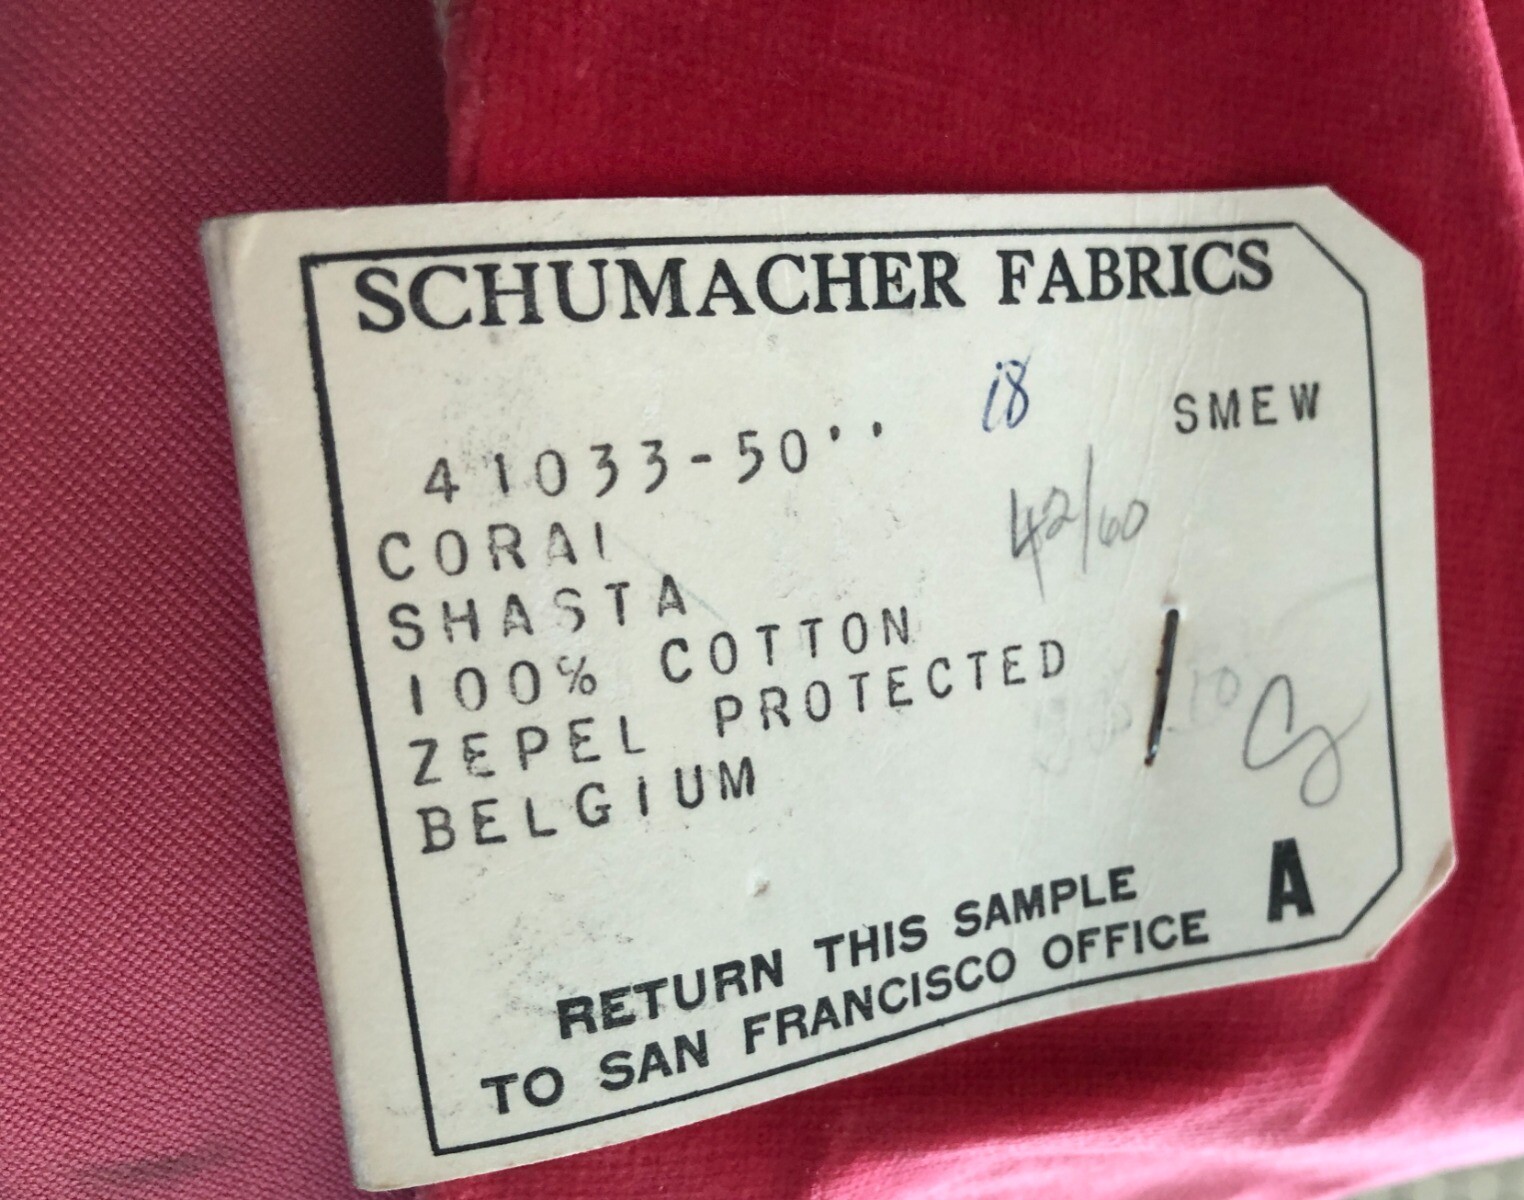 SCHUMACHER FABRICS
18
SMEW
41033-50''
42/60
CORAL
SHASTA
100% COTTON
ZEPEL PROTECTED
BELGIUM
A
RETURN THIS SAMPLE
TO SAN FRANCISCO OFFICE